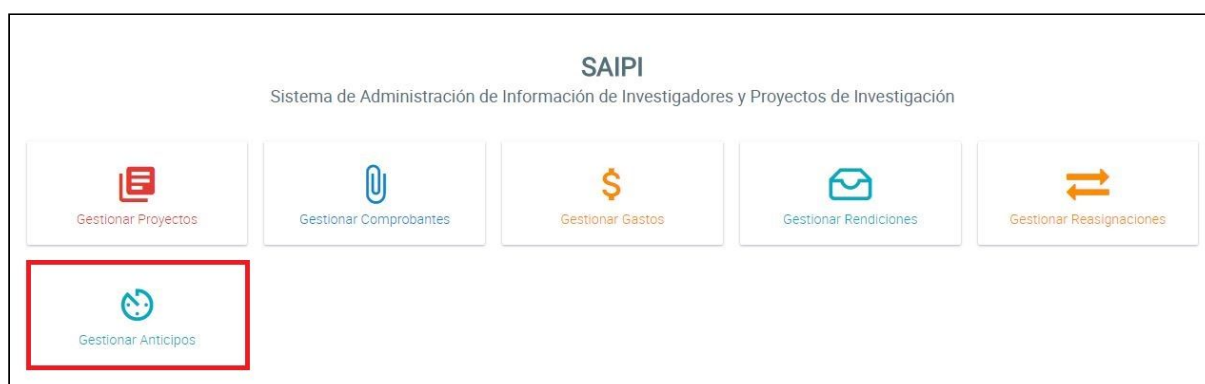 SAIPI
Sistema de Administración de Información de Investigadores y Proyectos de Investigación
Gestionar Proyectos
Gestionar Comprobantes
Gestionar Gastos
Gestionar Rendiciones
Gestionar Reasignaciones
Gestionar Anticipos